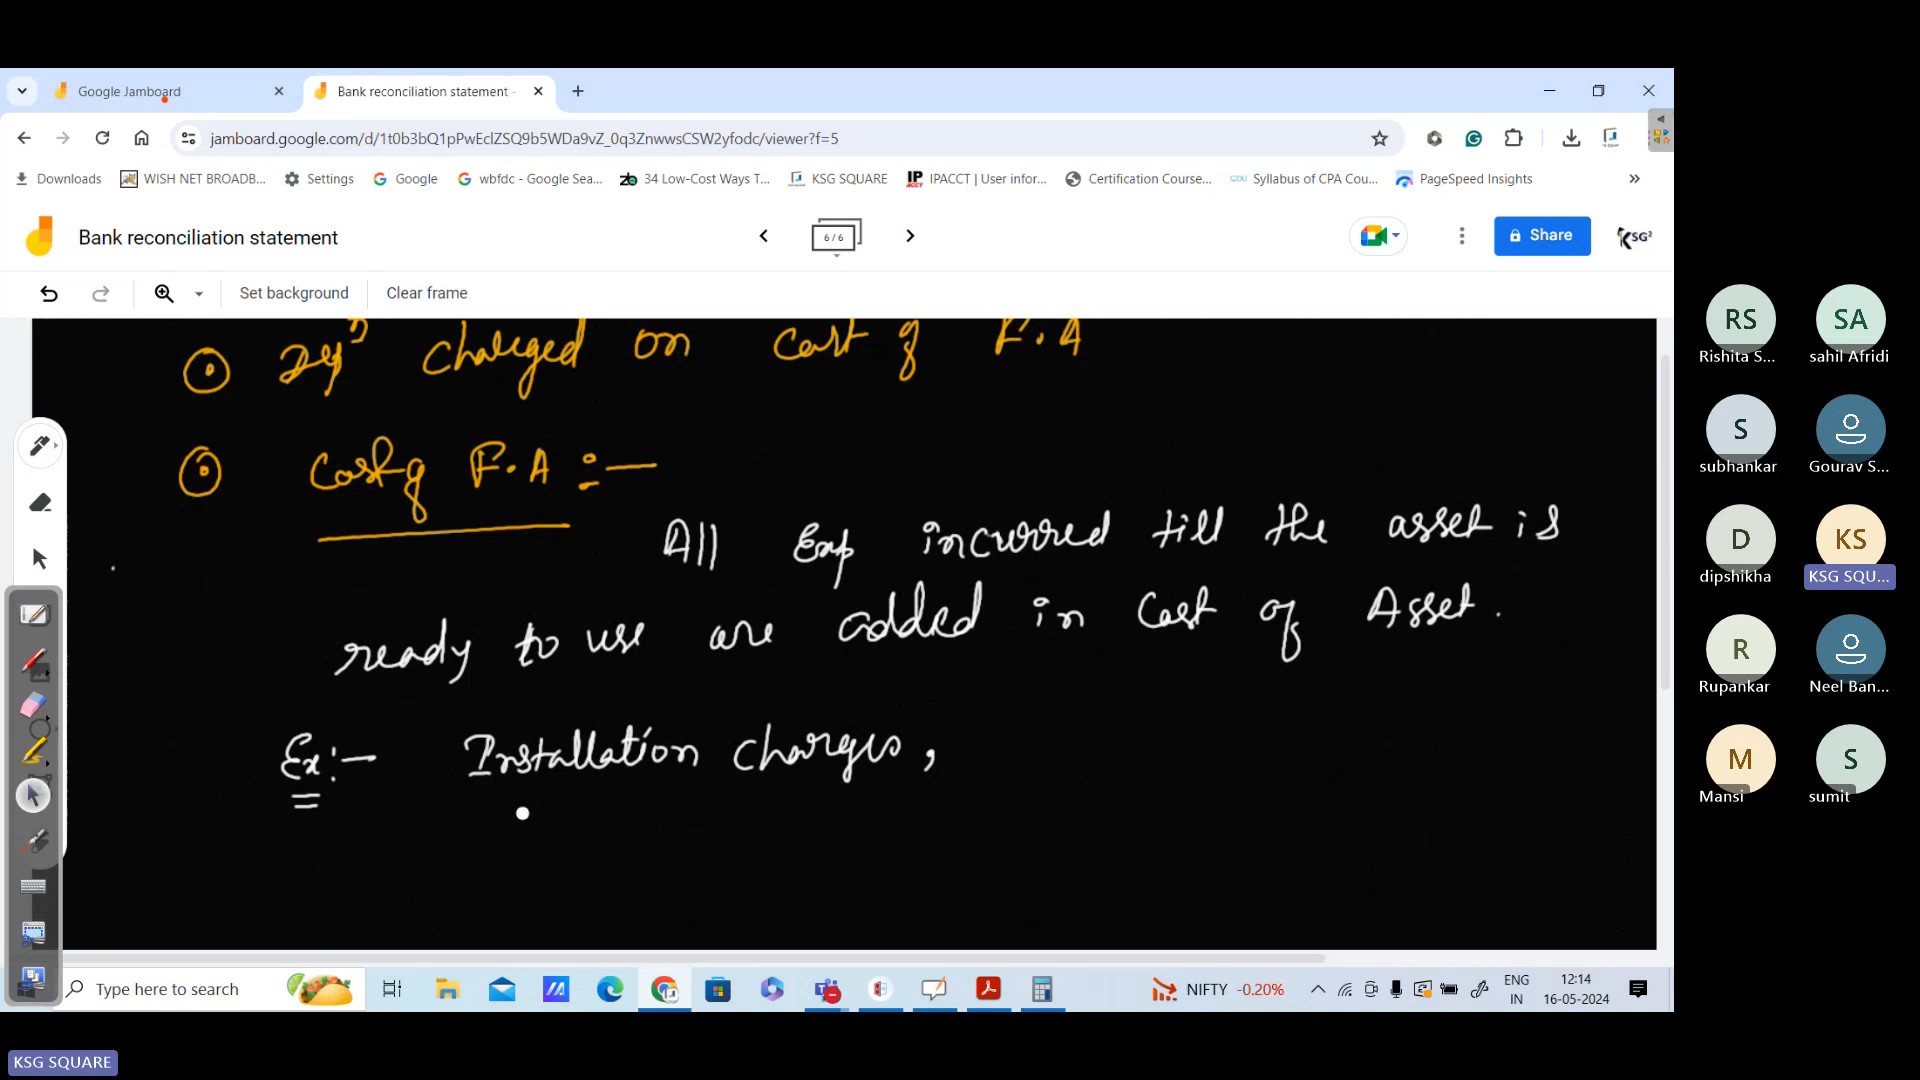 Google Jamboard
Bank reconciliation statement -
jamboard.google.com/d/1t0b3bQ1pPwEclZSQ9b5WDa9vZ_0q3ZnwwsCSW2yfodc/viewer?f=5
Downloads WISH NET BROADB... Settings Google wbfdc - Google Sea... 34 Low-Cost Ways T... KSG SQUARE IPACCT | User infor... Certification Course... Syllabus of CPA Cou... PageSpeed Insights »
Bank reconciliation statement
6 / 6
Share
KSG²
Set background Clear frame
Depn charged on Cost of F.A
Cost of F.A :-
All Exp incurred till the asset is
ready to use are added in Cost of Asset.
Ex:- Installation charges,
RS SA
Rishita S... sahil Afridi
S
subhankar Gourav S...
D KS
dipshikha KSG SQU...
R
Rupankar Neel Ban...
M S
Mansi sumit
Type here to search
NIFTY -0.20%
ENG
IN
12:14
16-05-2024
KSG SQUARE